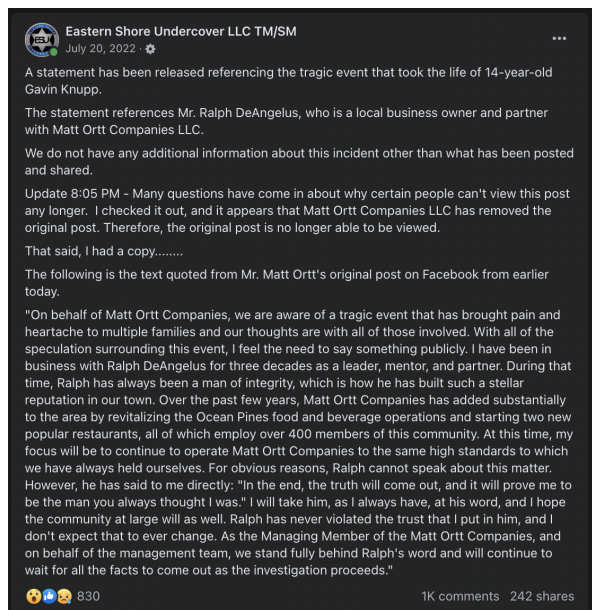 Eastern Shore Undercover LLC TM/SM
July 20, 2022 ·
A statement has been released referencing the tragic event that took the life of 14-year-old
Gavin Knupp.
The statement references Mr. Ralph DeAngelus, who is a local business owner and partner
with Matt Ortt Companies LLC.
We do not have any additional information about this incident other than what has been posted
and shared.
Update 8:05 PM - Many questions have come in about why certain people can't view this post
any longer.  I checked it out, and it appears that Matt Ortt Companies LLC has removed the
original post. Therefore, the original post is no longer able to be viewed.
That said, I had a copy........
The following is the text quoted from Mr. Matt Ortt's original post on Facebook from earlier
today.
"On behalf of Matt Ortt Companies, we are aware of a tragic event that has brought pain and
heartache to multiple families and our thoughts are with all of those involved. With all of the
speculation surrounding this event, I feel the need to say something publicly. I have been in
business with Ralph DeAngelus for three decades as a leader, mentor, and partner. During that
time, Ralph has always been a man of integrity, which is how he has built such a stellar
reputation in our town. Over the past few years, Matt Ortt Companies has added substantially
to the area by revitalizing the Ocean Pines food and beverage operations and starting two new
popular restaurants, all of which employ over 400 members of this community. At this time, my
focus will be to continue to operate Matt Ortt Companies to the same high standards to which
we have always held ourselves. For obvious reasons, Ralph cannot speak about this matter.
However, he has said to me directly: "In the end, the truth will come out, and it will prove me to
be the man you always thought I was." I will take him, as I always have, at his word, and I hope
the community at large will as well. Ralph has never violated the trust that I put in him, and I
don't expect that to ever change. As the Managing Member of the Matt Ortt Companies, and
on behalf of the management team, we stand fully behind Ralph's word and will continue to
wait for all the facts to come out as the investigation proceeds."
830
1K comments 242 shares